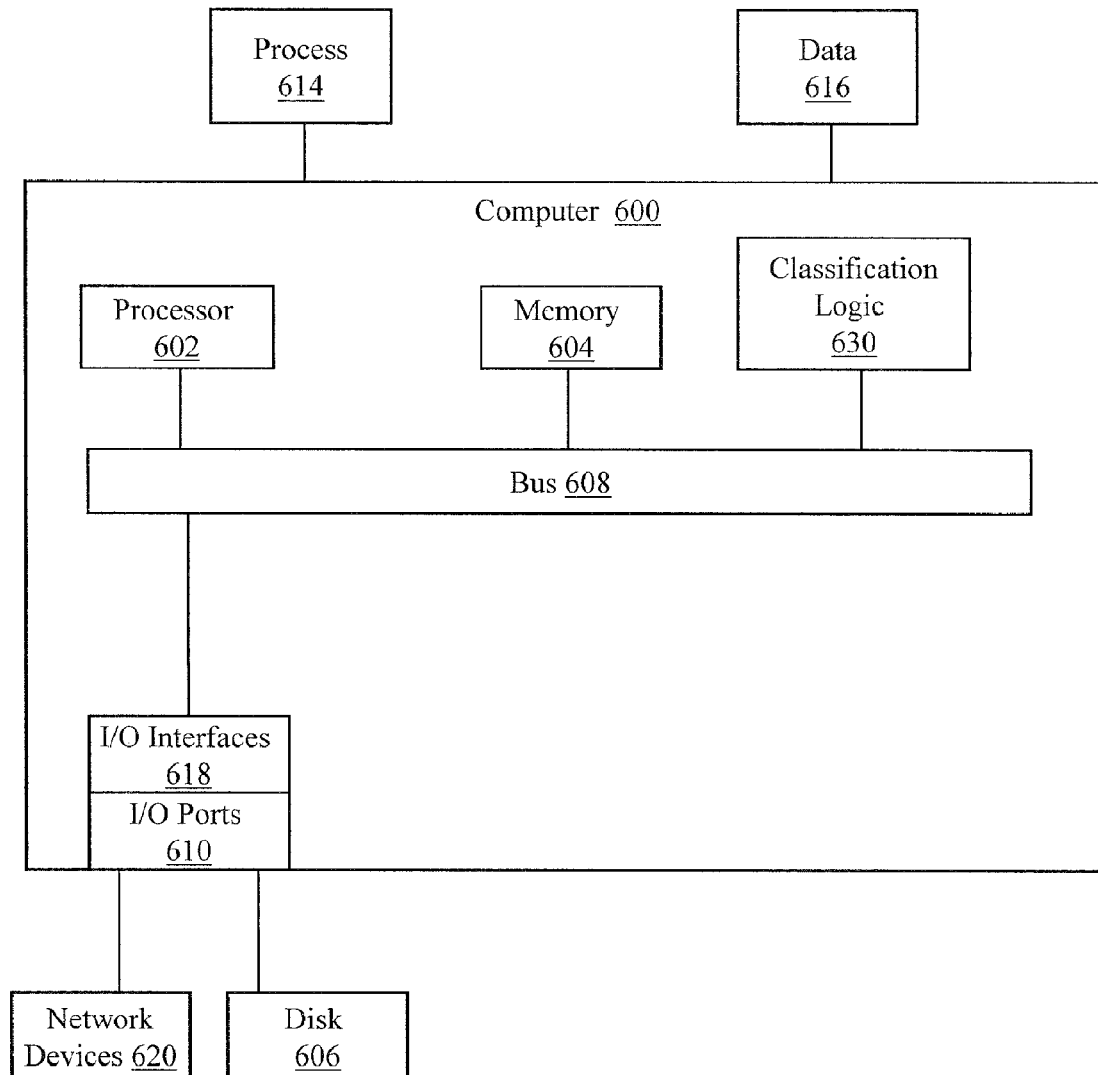 Process
614
Data
616
Computer 600
Processor
602
Memory
604
Classification
Logic
630
Bus 608
I/O Interfaces
618
I/O Ports
610
Network
Devices 620
Disk
606